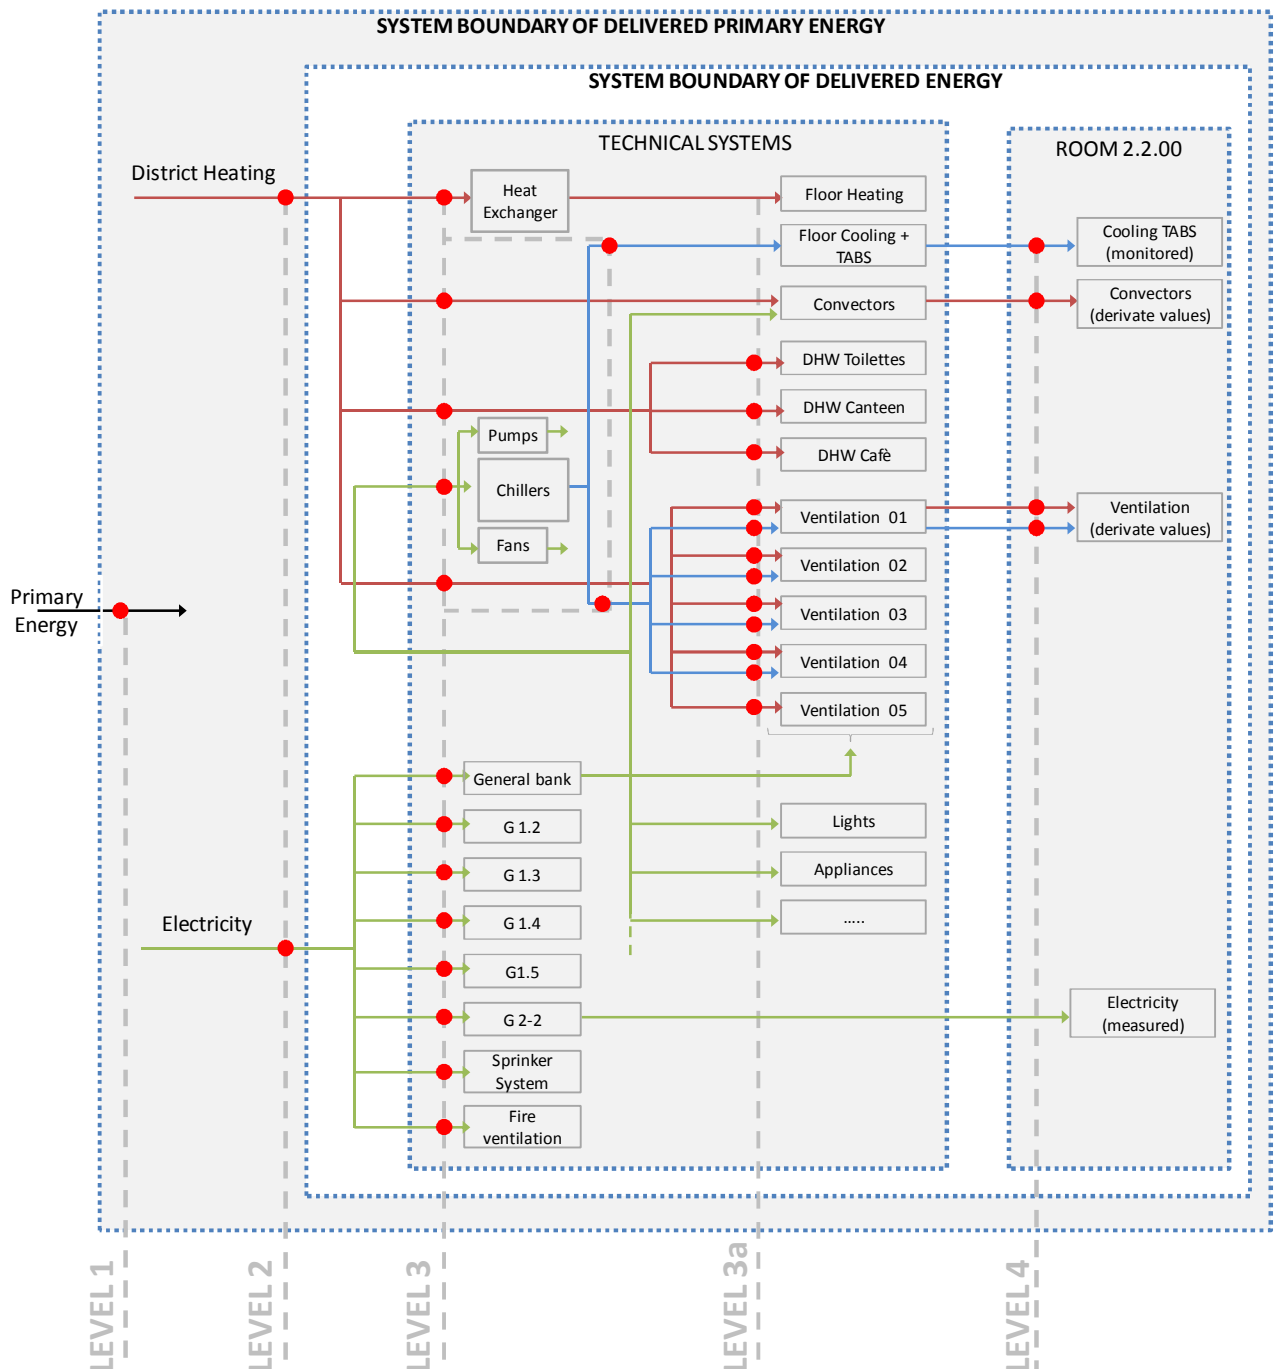 SYSTEM BOUNDARY OF DELIVERED PRIMARY ENERGY
SYSTEM BOUNDARY OF DELIVERED ENERGY
TECHNICAL SYSTEMS
ROOM 2.2.00
District Heating
Heat
Exchanger
Floor Heating
Floor Cooling +
TABS
Cooling TABS
(monitored)
Convectors
Convectors
(derivate values)
DHW Toilettes
DHW Canteen
DHW Cafè
Pumps
Chillers
Fans
Ventilation 01
Ventilation
(derivate values)
Ventilation 02
Ventilation 03
Ventilation 04
Ventilation 05
Primary
Energy
General bank
G 1.2
G 1.3
G 1.4
G1.5
G 2-2
Sprinker
System
Fire
ventilation
Lights
Appliances
.....
Electricity
Electricity
(measured)
LEVEL 1
LEVEL 2
LEVEL 3
LEVEL 3a
LEVEL 4